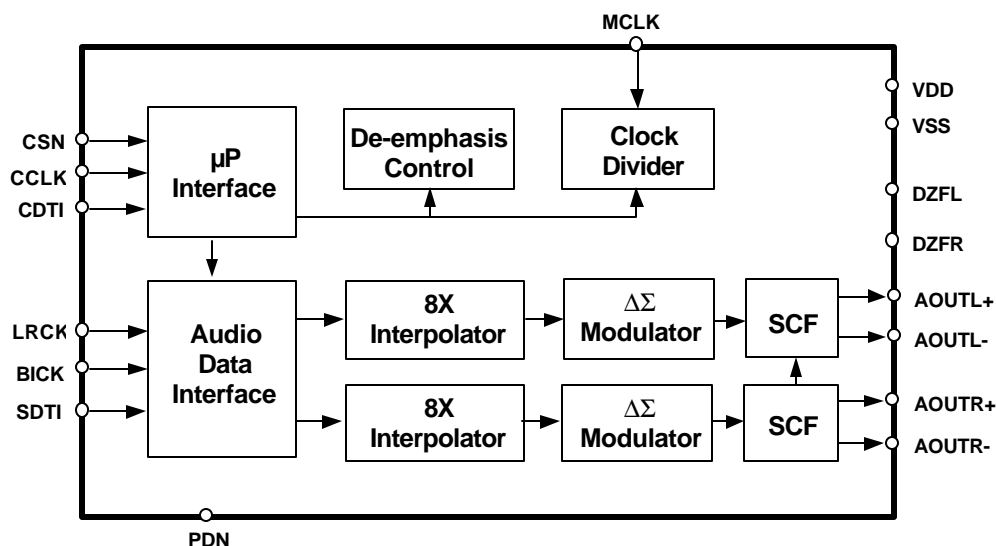 MCLK
VDD
VSS
CSN
CCLK
CDTI
µP
Interface
De-emphasis
Control
Clock
Divider
DZFL
DZFR
LRCK
BICK
SDTI
Audio
Data
Interface
8X
Interpolator
ΔΣ
Modulator
SCF
AOUTL+
AOUTL-
8X
Interpolator
ΔΣ
Modulator
SCF
AOUTR+
AOUTR-
PDN